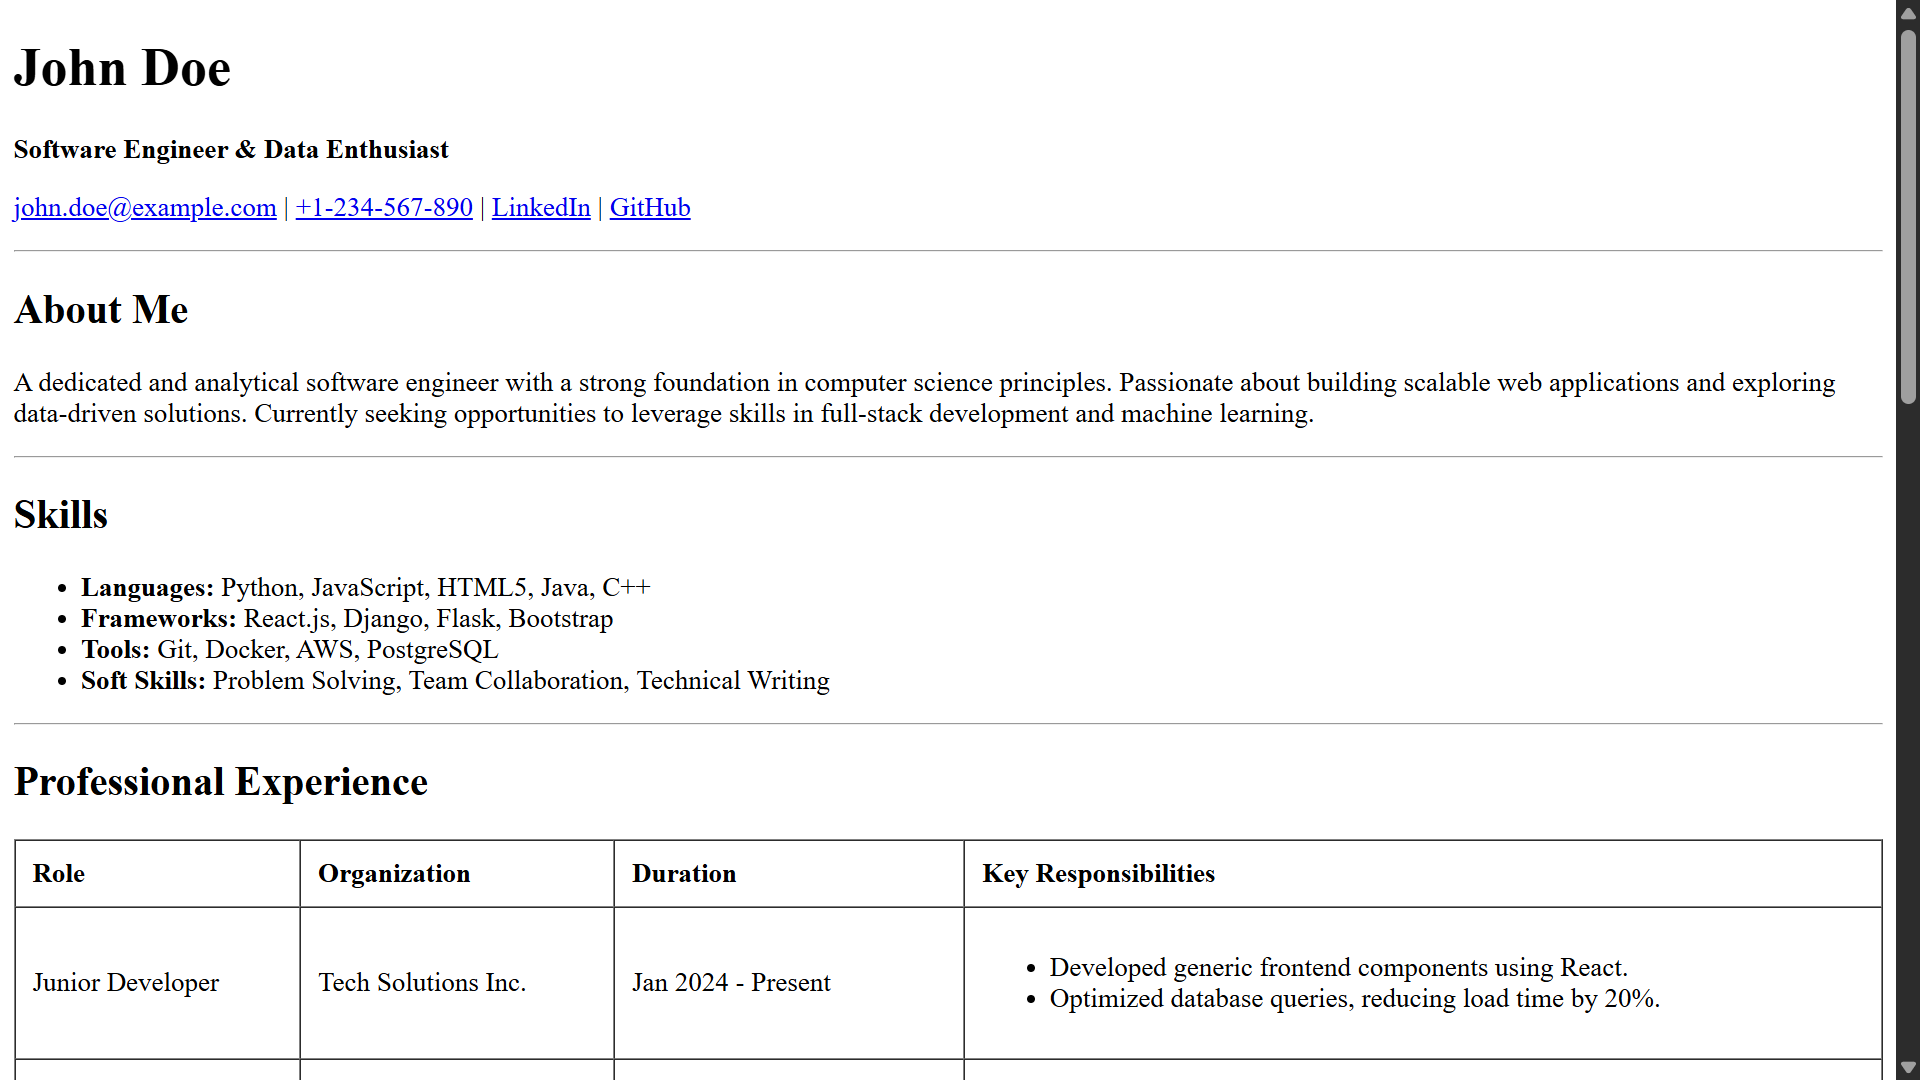 John Doe
Software Engineer & Data Enthusiast
john.doe@example.com | +1-234-567-890 | LinkedIn | GitHub
About Me
A dedicated and analytical software engineer with a strong foundation in computer science principles. Passionate about building scalable web applications and exploring
data-driven solutions. Currently seeking opportunities to leverage skills in full-stack development and machine learning.
Skills
• Languages: Python, JavaScript, HTML5, Java, C++
• Frameworks: React.js, Django, Flask, Bootstrap
• Tools: Git, Docker, AWS, PostgreSQL
• Soft Skills: Problem Solving, Team Collaboration, Technical Writing
Professional Experience
Role Organization Duration Key Responsibilities
Junior Developer Tech Solutions Inc. Jan 2024 - Present
• Developed generic frontend components using React.
• Optimized database queries, reducing load time by 20%.